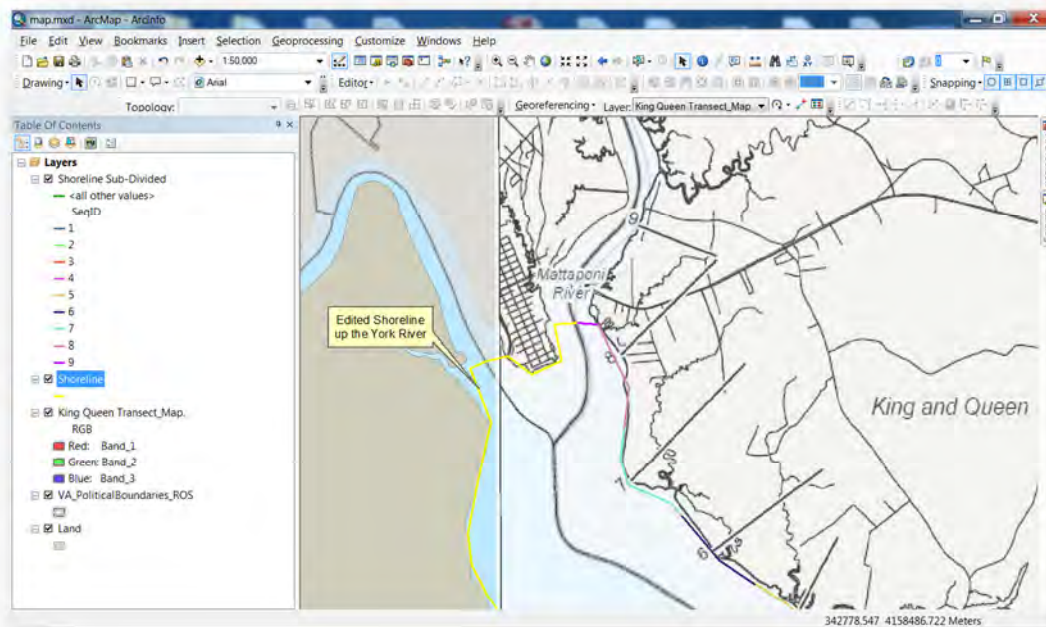 map.mxd - ArcMap - ArcInfo
File Edit View Bookmarks Insert Selection Geoprocessing Customize Windows Help
1:50,000
Drawing Arial Editor Snapping
Topology: Georeferencing Layer: King Queen Transect_Map.
Table Of Contents
Layers
Shoreline Sub-Divided
<all other values>
SeqID
1
2
3
4
5
6
7
8
9
Shoreline
King Queen Transect_Map.
RGB
Red: Band_1
Green: Band_2
Blue: Band_3
VA_PoliticalBoundaries_ROS
Land
9
Mattaponi
River
Edited Shoreline
up the York River
8
King and Queen
7
6
342778.547 4158486.722 Meters